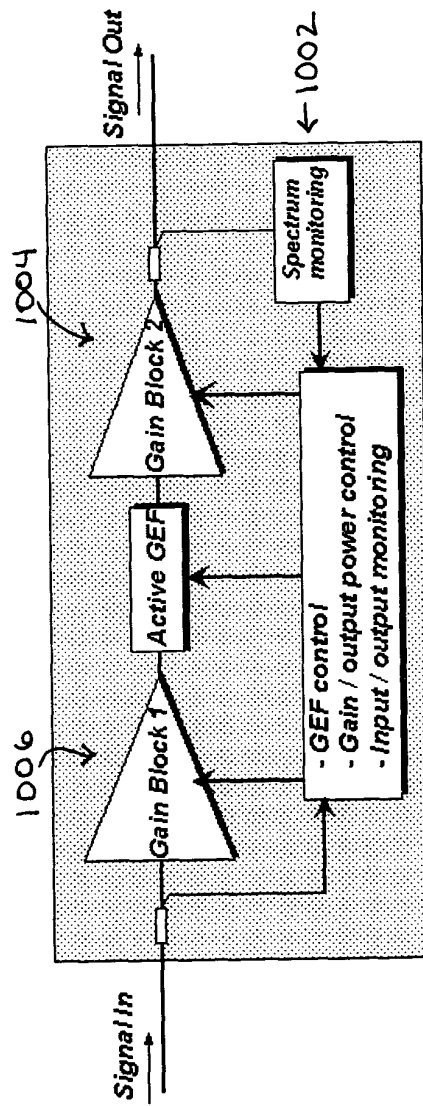 Signal In
1006
Gain Block 1
Active GEF
1004
Gain Block 2
Signal Out
1002
Spectrum
monitoring
- GEF control
- Gain / output power control
- Input / output monitoring